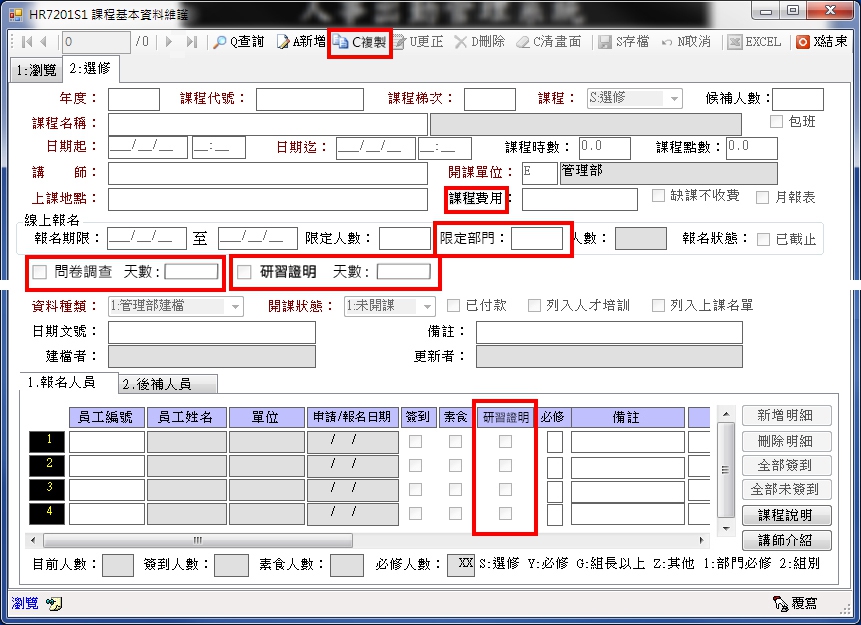 人事出勤管理系統
HR7201S1 課程基本資料維護
0 /0 Q查詢 A新增 C複製 U更正 D刪除 C清畫面 S存檔 N取消 EXCEL X結束
1:瀏覽 2:選修
年度： 課程代號： 課程梯次： 課程： S:選修 候補人數：
課程名稱： 包班
日期起： __/__/__ __:__ 日期迄： __/__/__ __:__ 課程時數： 0.0 課程點數： 0.0
講 師： 開課單位： E 管理部
上課地點： 課程費用： 缺課不收費 月報表
線上報名
報名期限： __/__/__ 至 __/__/__ 限定人數： 限定部門： 人數： 報名狀態： 已截止
問卷調查 天數： 研習證明 天數：
資料種類： 1:管理部建檔 開課狀態： 1:未開課 已付款 列入人才培訓 列入上課名單
日期文號： 備註：
建檔者： 更新者：
1.報名人員 2.後補人員
員工編號 員工姓名 單位 申請/報名日期 簽到 素食 研習證明 必修 備註 新增明細
1 / / 刪除明細
2 / / 全部簽到
3 / / 全部未簽到
4 / / 課程說明
講師介紹
目前人數： 簽到人數： 素食人數： 必修人數： XX S:選修 Y:必修 G:組長以上 Z:其他 1:部門必修 2:組別
瀏覽 覆寫